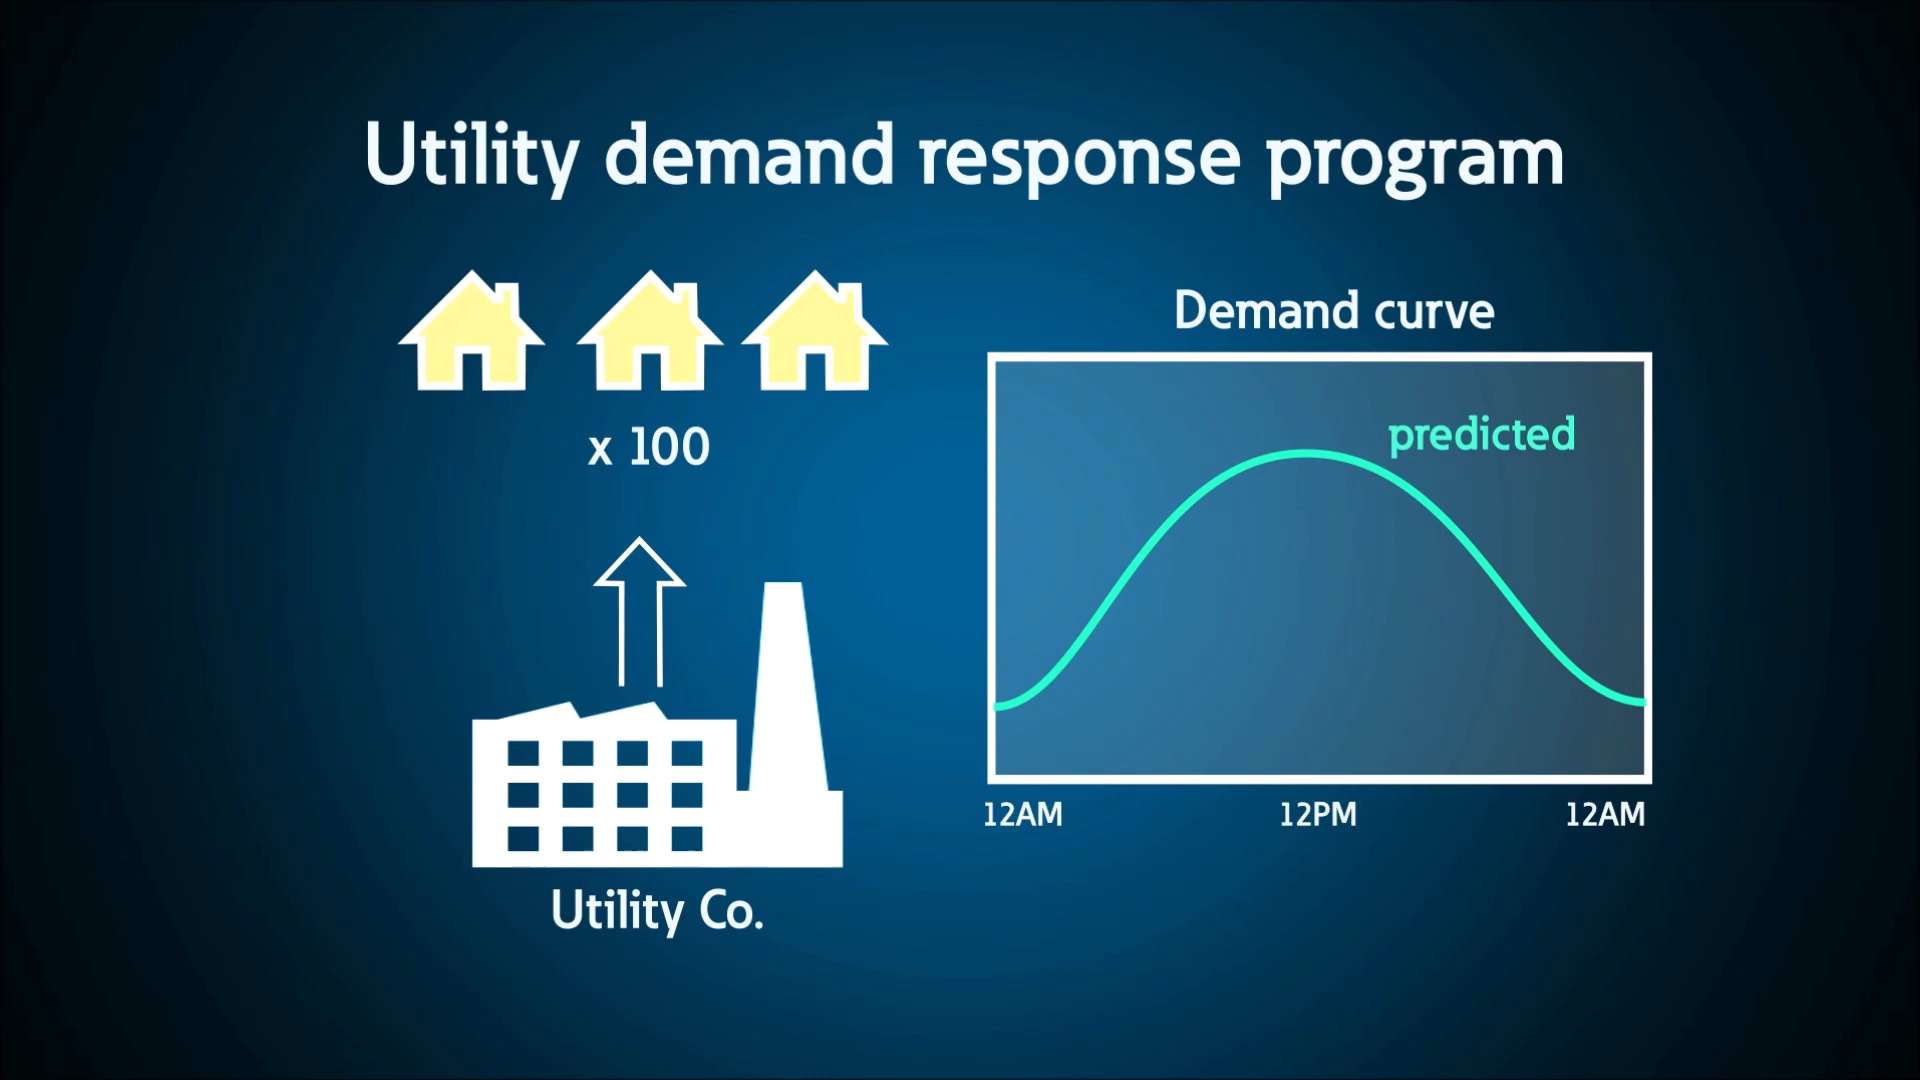 Utility demand response program
x 100
Utility Co.
Demand curve
predicted
12AM 12PM 12AM